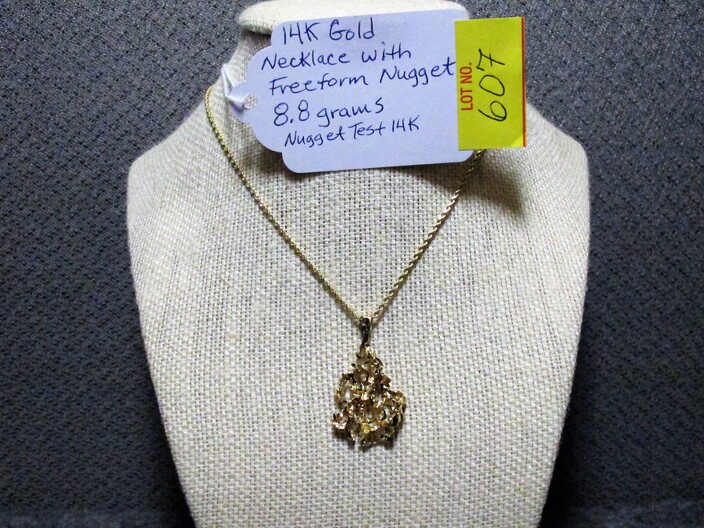 14K Gold
Necklace with
Freeform Nugget
8.8 grams
Nugget Test 14K
LOT NO.
607